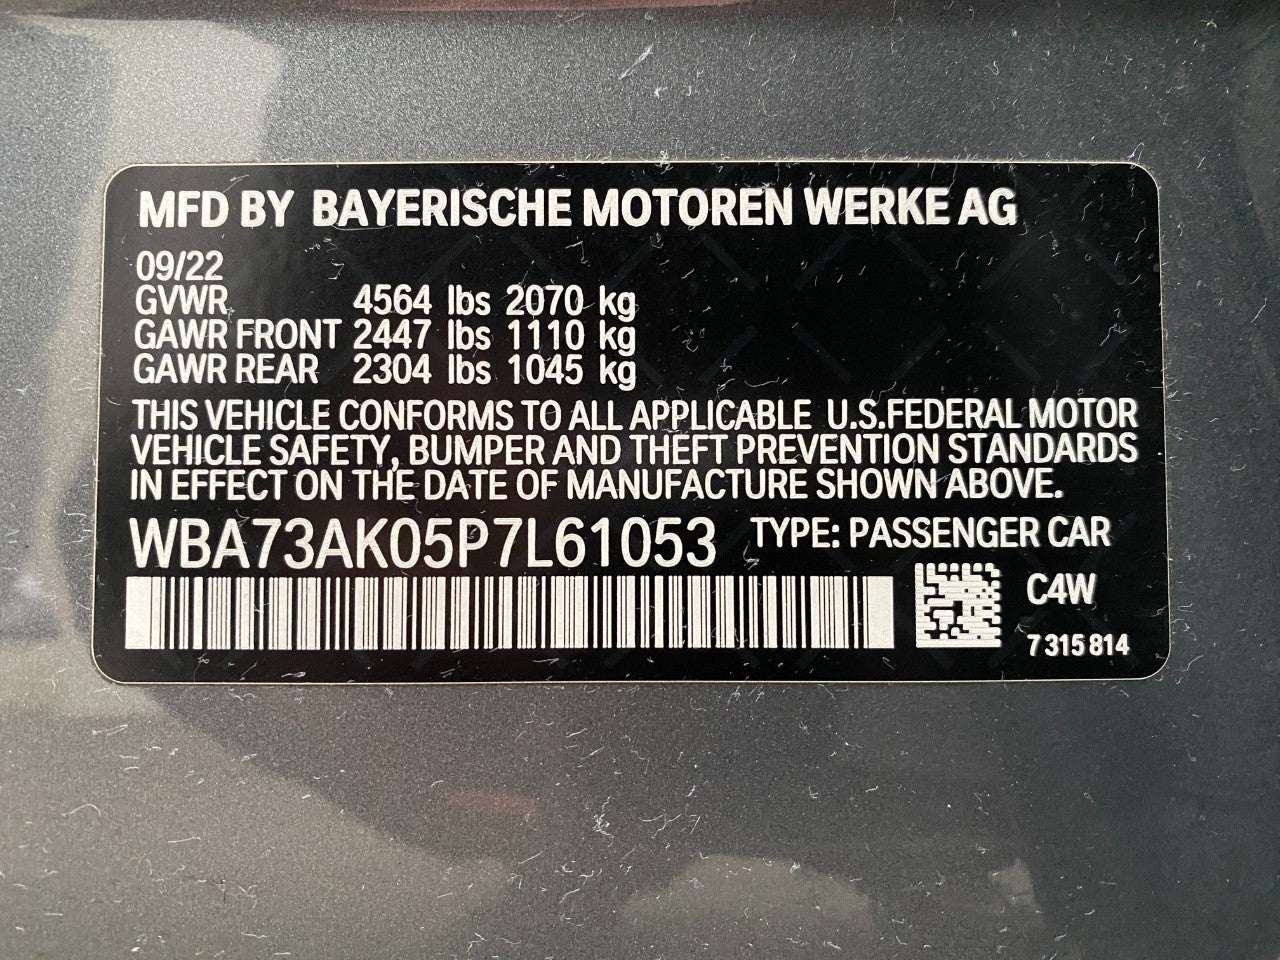 MFD BY BAYERISCHE MOTOREN WERKE AG
09/22
GVWR 4564 lbs 2070 kg
GAWR FRONT 2447 lbs 1110 kg
GAWR REAR 2304 lbs 1045 kg
THIS VEHICLE CONFORMS TO ALL APPLICABLE U.S.FEDERAL MOTOR
VEHICLE SAFETY, BUMPER AND THEFT PREVENTION STANDARDS
IN EFFECT ON THE DATE OF MANUFACTURE SHOWN ABOVE.
WBA73AK05P7L61053 TYPE: PASSENGER CAR
C4W
7 315 814